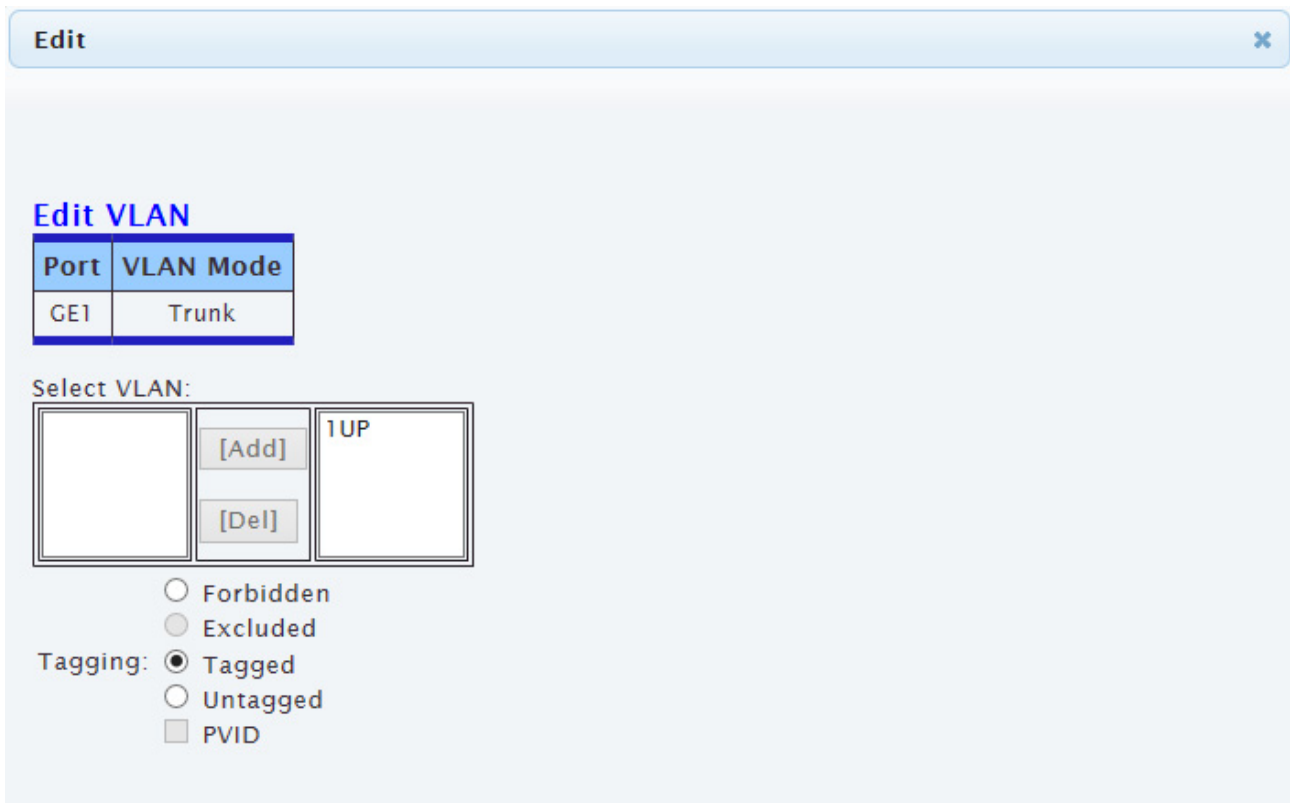 Edit
Edit VLAN
Port VLAN Mode
GE1 Trunk
Select VLAN:
[Add]
1UP
[Del]
Forbidden
Excluded
Tagging: Tagged
Untagged
PVID